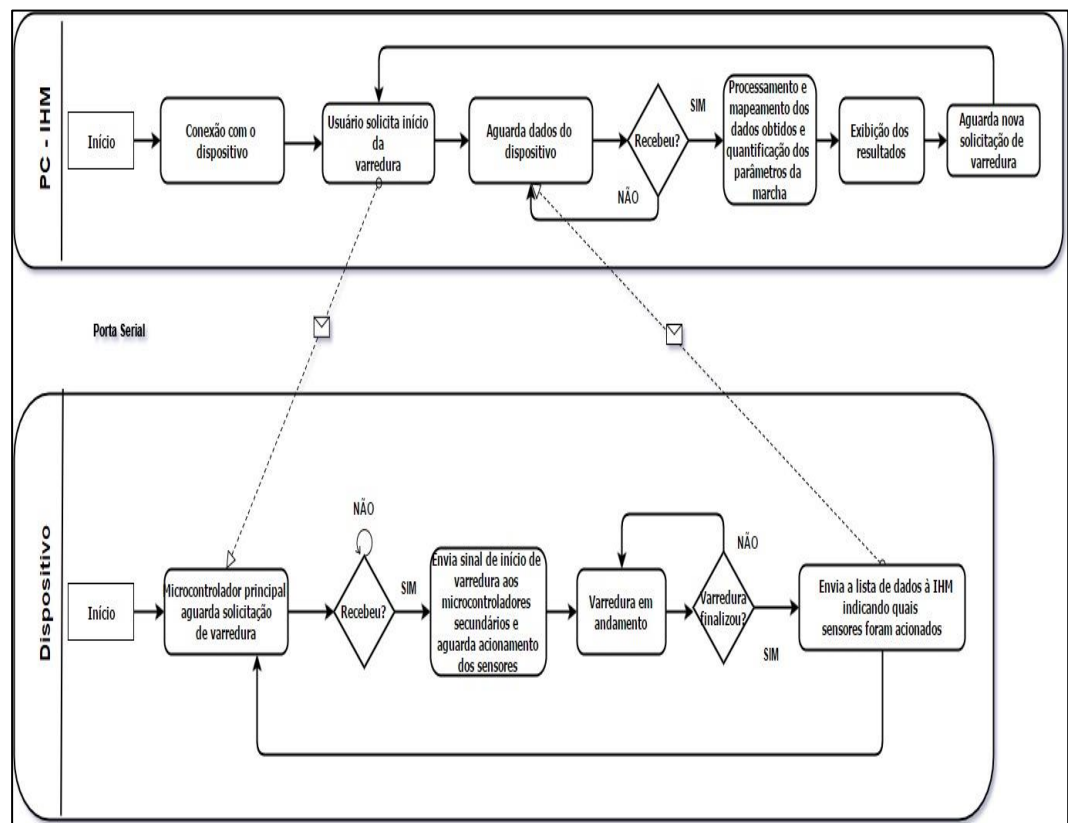 PC - IHM
Início
Conexão com o
dispositivo
Usuário solicita início
da
varredura
Aguarda dados do
dispositivo
Recebeu?
SIM
NÃO
Processamento e
mapeamento dos
dados obtidos e
quantificação dos
parâmetros da
marcha
Exibição dos
resultados
Aguarda nova
solicitação de
varredura
Porta Serial
Dispositivo
Início
Microcontrolador principal
aguarda solicitação
de varredura
NÃO
Recebeu?
SIM
Envia sinal de início de
varredura aos
microcontroladores
secundários e
aguarda acionamento
dos sensores
Varredura em
andamento
NÃO
Varredura
finalizou?
SIM
Envia a lista de dados à IHM
indicando quais
sensores foram acionados